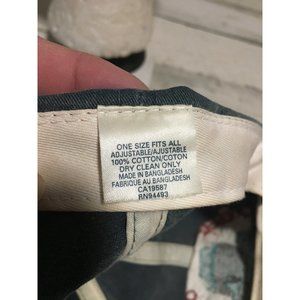 ONE SIZE FITS ALL
ADJUSTABLE/AJUSTABLE
100% COTTON/COTON
DRY CLEAN ONLY
MADE IN BANGLADESH
FABRIQUE AU BANGLADESH
CA19587
RN94493